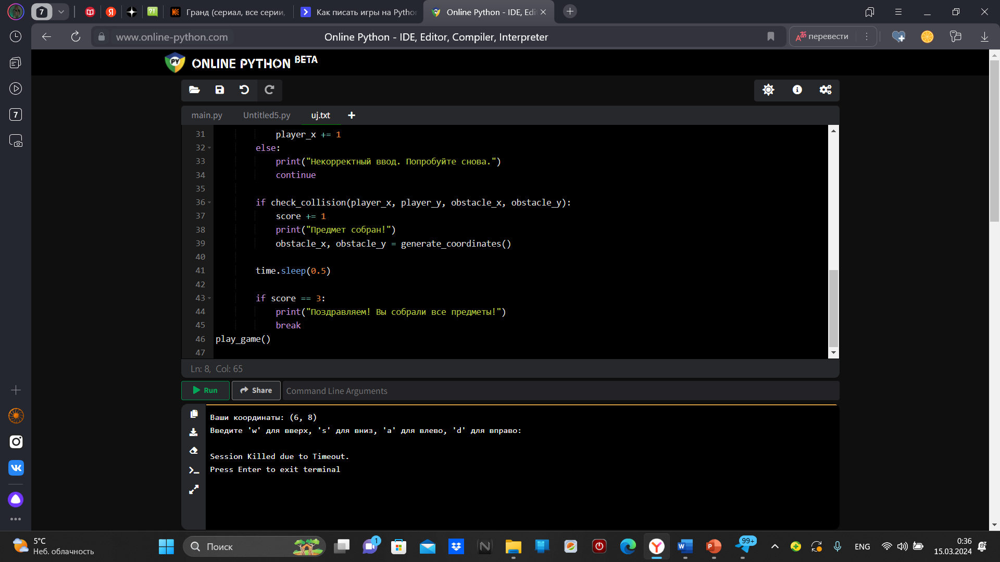 7
Гранд (сериал, все серии,
Как писать игры на Pytho
Online Python - IDE, Edi
www.online-python.com
Online Python - IDE, Editor, Compiler, Interpreter
перевести
7
PY ONLINE PYTHON BETA
main.py Untitled5.py uj.txt +
31 player_x += 1
32 else:
33 print("Некорректный ввод. Попробуйте снова.")
34 continue
35
36 if check_collision(player_x, player_y, obstacle_x, obstacle_y):
37 score += 1
38 print("Предмет собран!")
39 obstacle_x, obstacle_y = generate_coordinates()
40
41 time.sleep(0.5)
42
43 if score == 3:
44 print("Поздравляем! Вы собрали все предметы!")
45 break
46 play_game()
47
Ln: 8, Col: 65
Run Share Command Line Arguments
Ваши координаты: (6, 8)
Введите 'w' для вверх, 's' для вниз, 'a' для влево, 'd' для вправо:
Session Killed due to Timeout.
Press Enter to exit terminal
5°C
Неб. облачность
Поиск
1
99+
ENG
0:36
15.03.2024